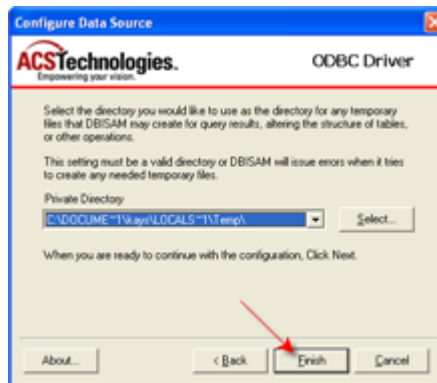 Configure Data Source
ACSTechnologies.
Empowering your vision.
ODBC Driver
Select the directory you would like to use as the directory for any temporary
files that DBISAM may create for query results, altering the structure of tables,
or other operations.
This setting must be a valid directory or DBISAM will issue errors when it tries
to create any needed temporary files.
Private Directory
C:\DOCUME~1\kays\LOCALS~1\Temp\
Select...
When you are ready to continue with the configuration, Click Next.
About...
< Back
Finish
Cancel